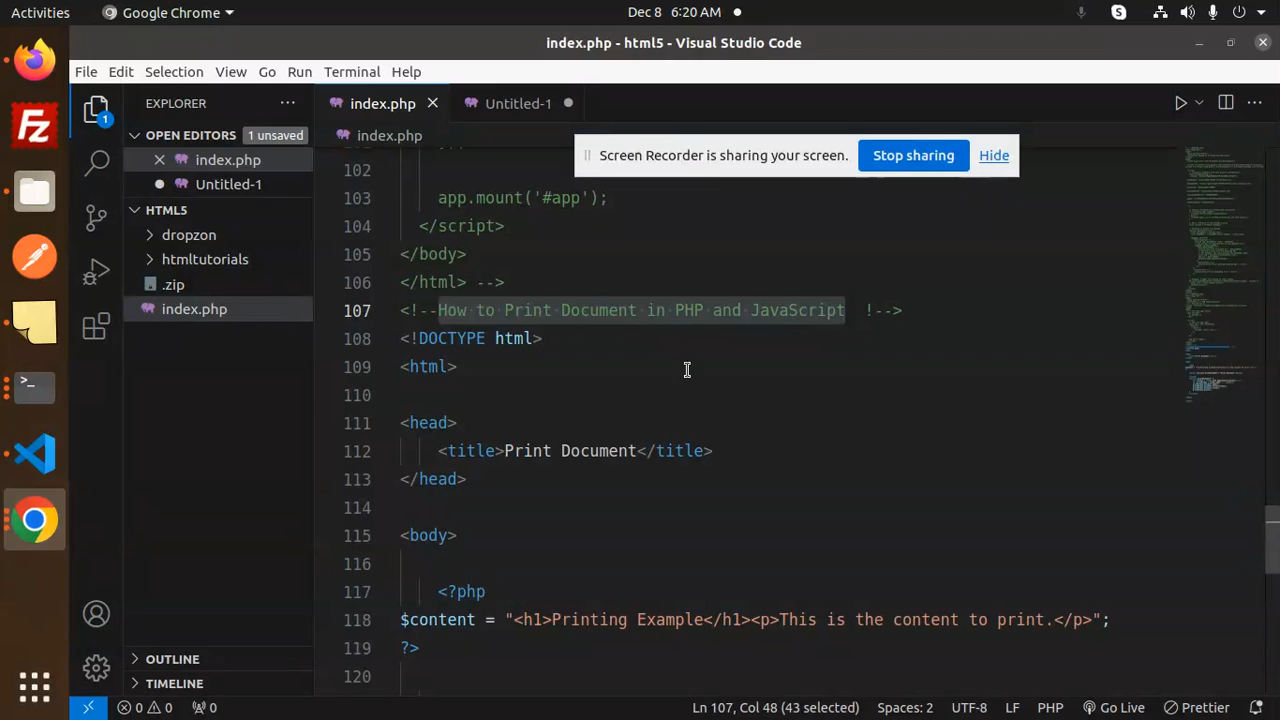 Activities
Google Chrome
Dec 8 6:20 AM
index.php - html5 - Visual Studio Code
File Edit Selection View Go Run Terminal Help
EXPLORER
index.php
Untitled-1
OPEN EDITORS
1 unsaved
index.php
Screen Recorder is sharing your screen.
Stop sharing
Hide
index.php
Untitled-1
HTML5
dropzon
htmltutorials
.zip
index.php
OUTLINE
TIMELINE
102
103 app.mount('#app');
104 </script>
105 </body>
106 </html> -->
107 <!--How to Print Document in PHP and JavaScript !-->
108 <!DOCTYPE html>
109 <html>
110
111 <head>
112 <title>Print Document</title>
113 </head>
114
115 <body>
116
117 <?php
118 $content = "<h1>Printing Example</h1><p>This is the content to print.</p>";
119 ?>
120
0 0 0
Ln 107, Col 48 (43 selected)
Spaces: 2
UTF-8
LF
PHP
Go Live
Prettier